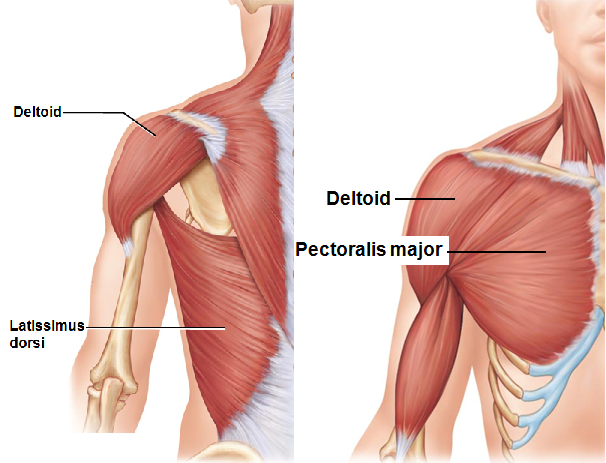 Deltoid
Latissimus
dorsi
Deltoid
Pectoralis major